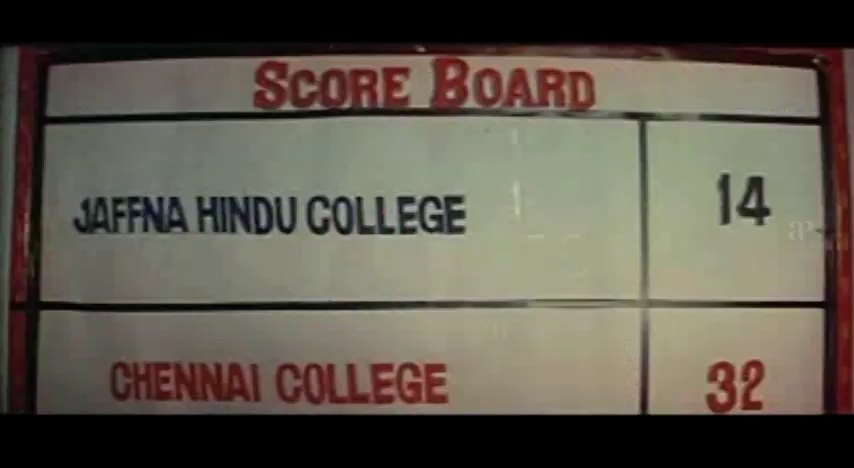 SCORE BOARD
JAFFNA HINDU COLLEGE 14
CHENNAI COLLEGE 32